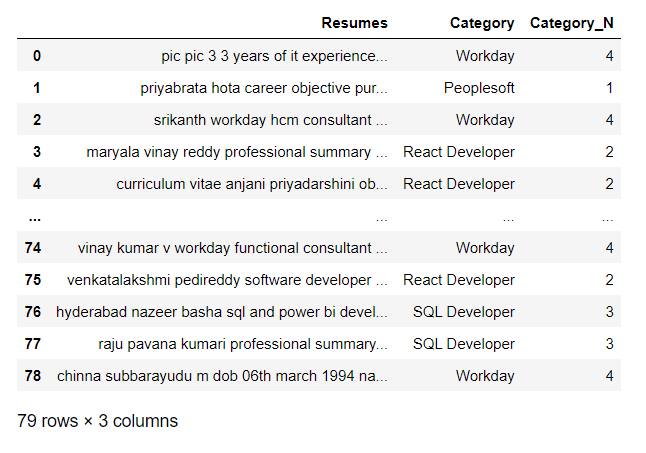 Resumes Category Category_N
0 pic pic 3 3 years of it experience... Workday 4
1 priyabrata hota career objective pur... Peoplesoft 1
2 srikanth workday hcm consultant ... Workday 4
3 maryala vinay reddy professional summary ... React Developer 2
4 curriculum vitae anjani priyadarshini ob... React Developer 2
... ... ... ...
74 vinay kumar v workday functional consultant ... Workday 4
75 venkatalakshmi pedireddy software developer ... React Developer 2
76 hyderabad nazeer basha sql and power bi devel... SQL Developer 3
77 raju pavana kumari professional summary... SQL Developer 3
78 chinna subbarayudu m dob 06th march 1994 na... Workday 4
79 rows × 3 columns